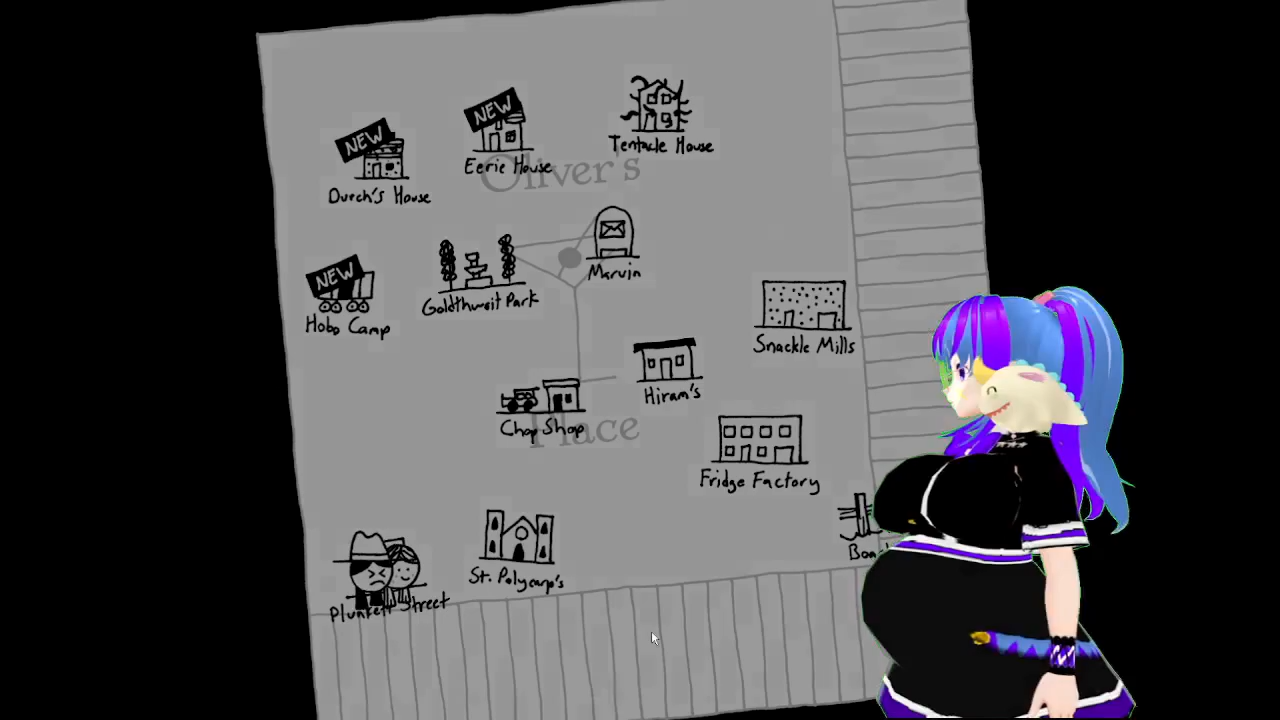 NEW
NEW
Tentacle House
Eerie House
Oliver's
Durch's House
Marvin
NEW
Goldthwait Park
Hobo Camp
Snackle Mills
Hiram's
Chop Shop
Place
Fridge Factory
St. Polycarp's
Plunkett Street